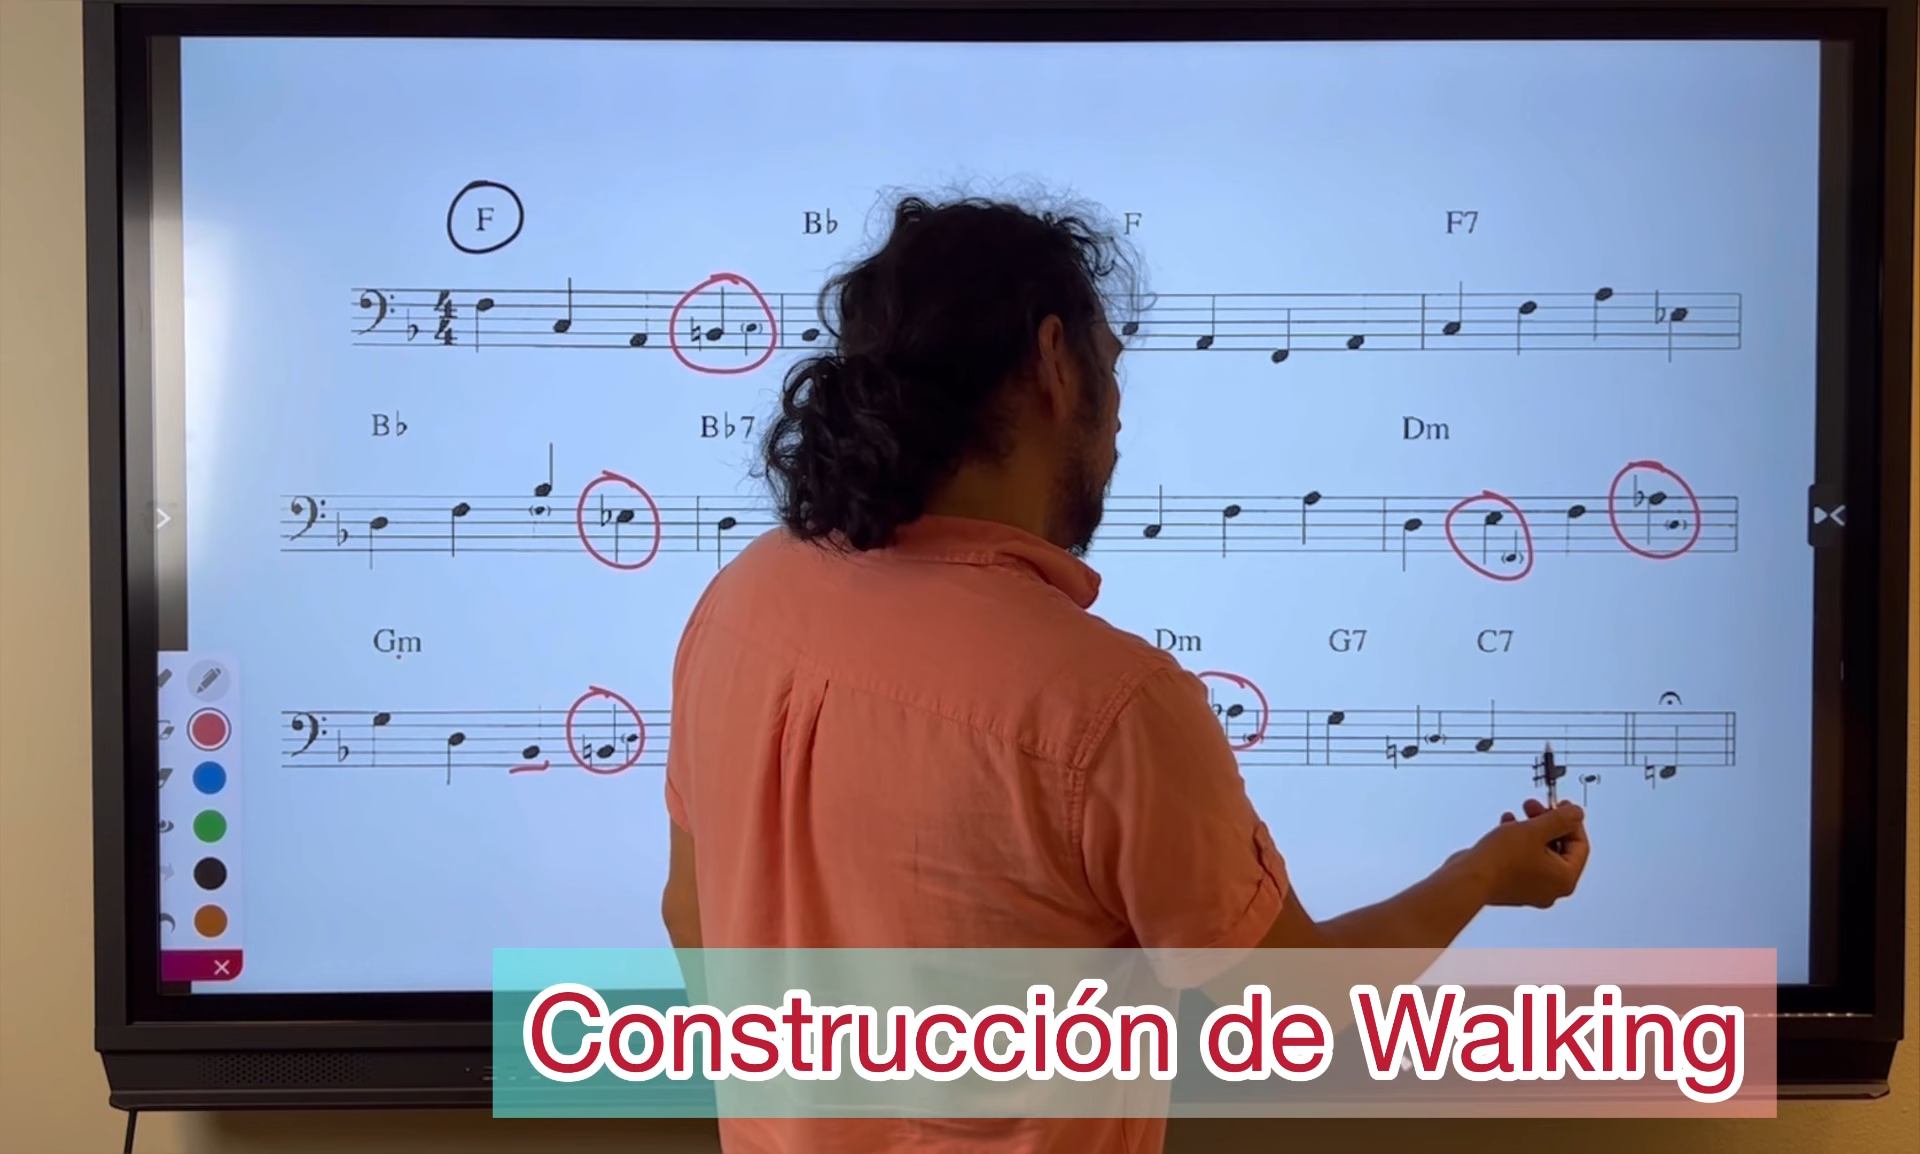 F B♭ F F7
B♭ B♭7 Dm
Gm Dm G7 C7
Construcción de Walking